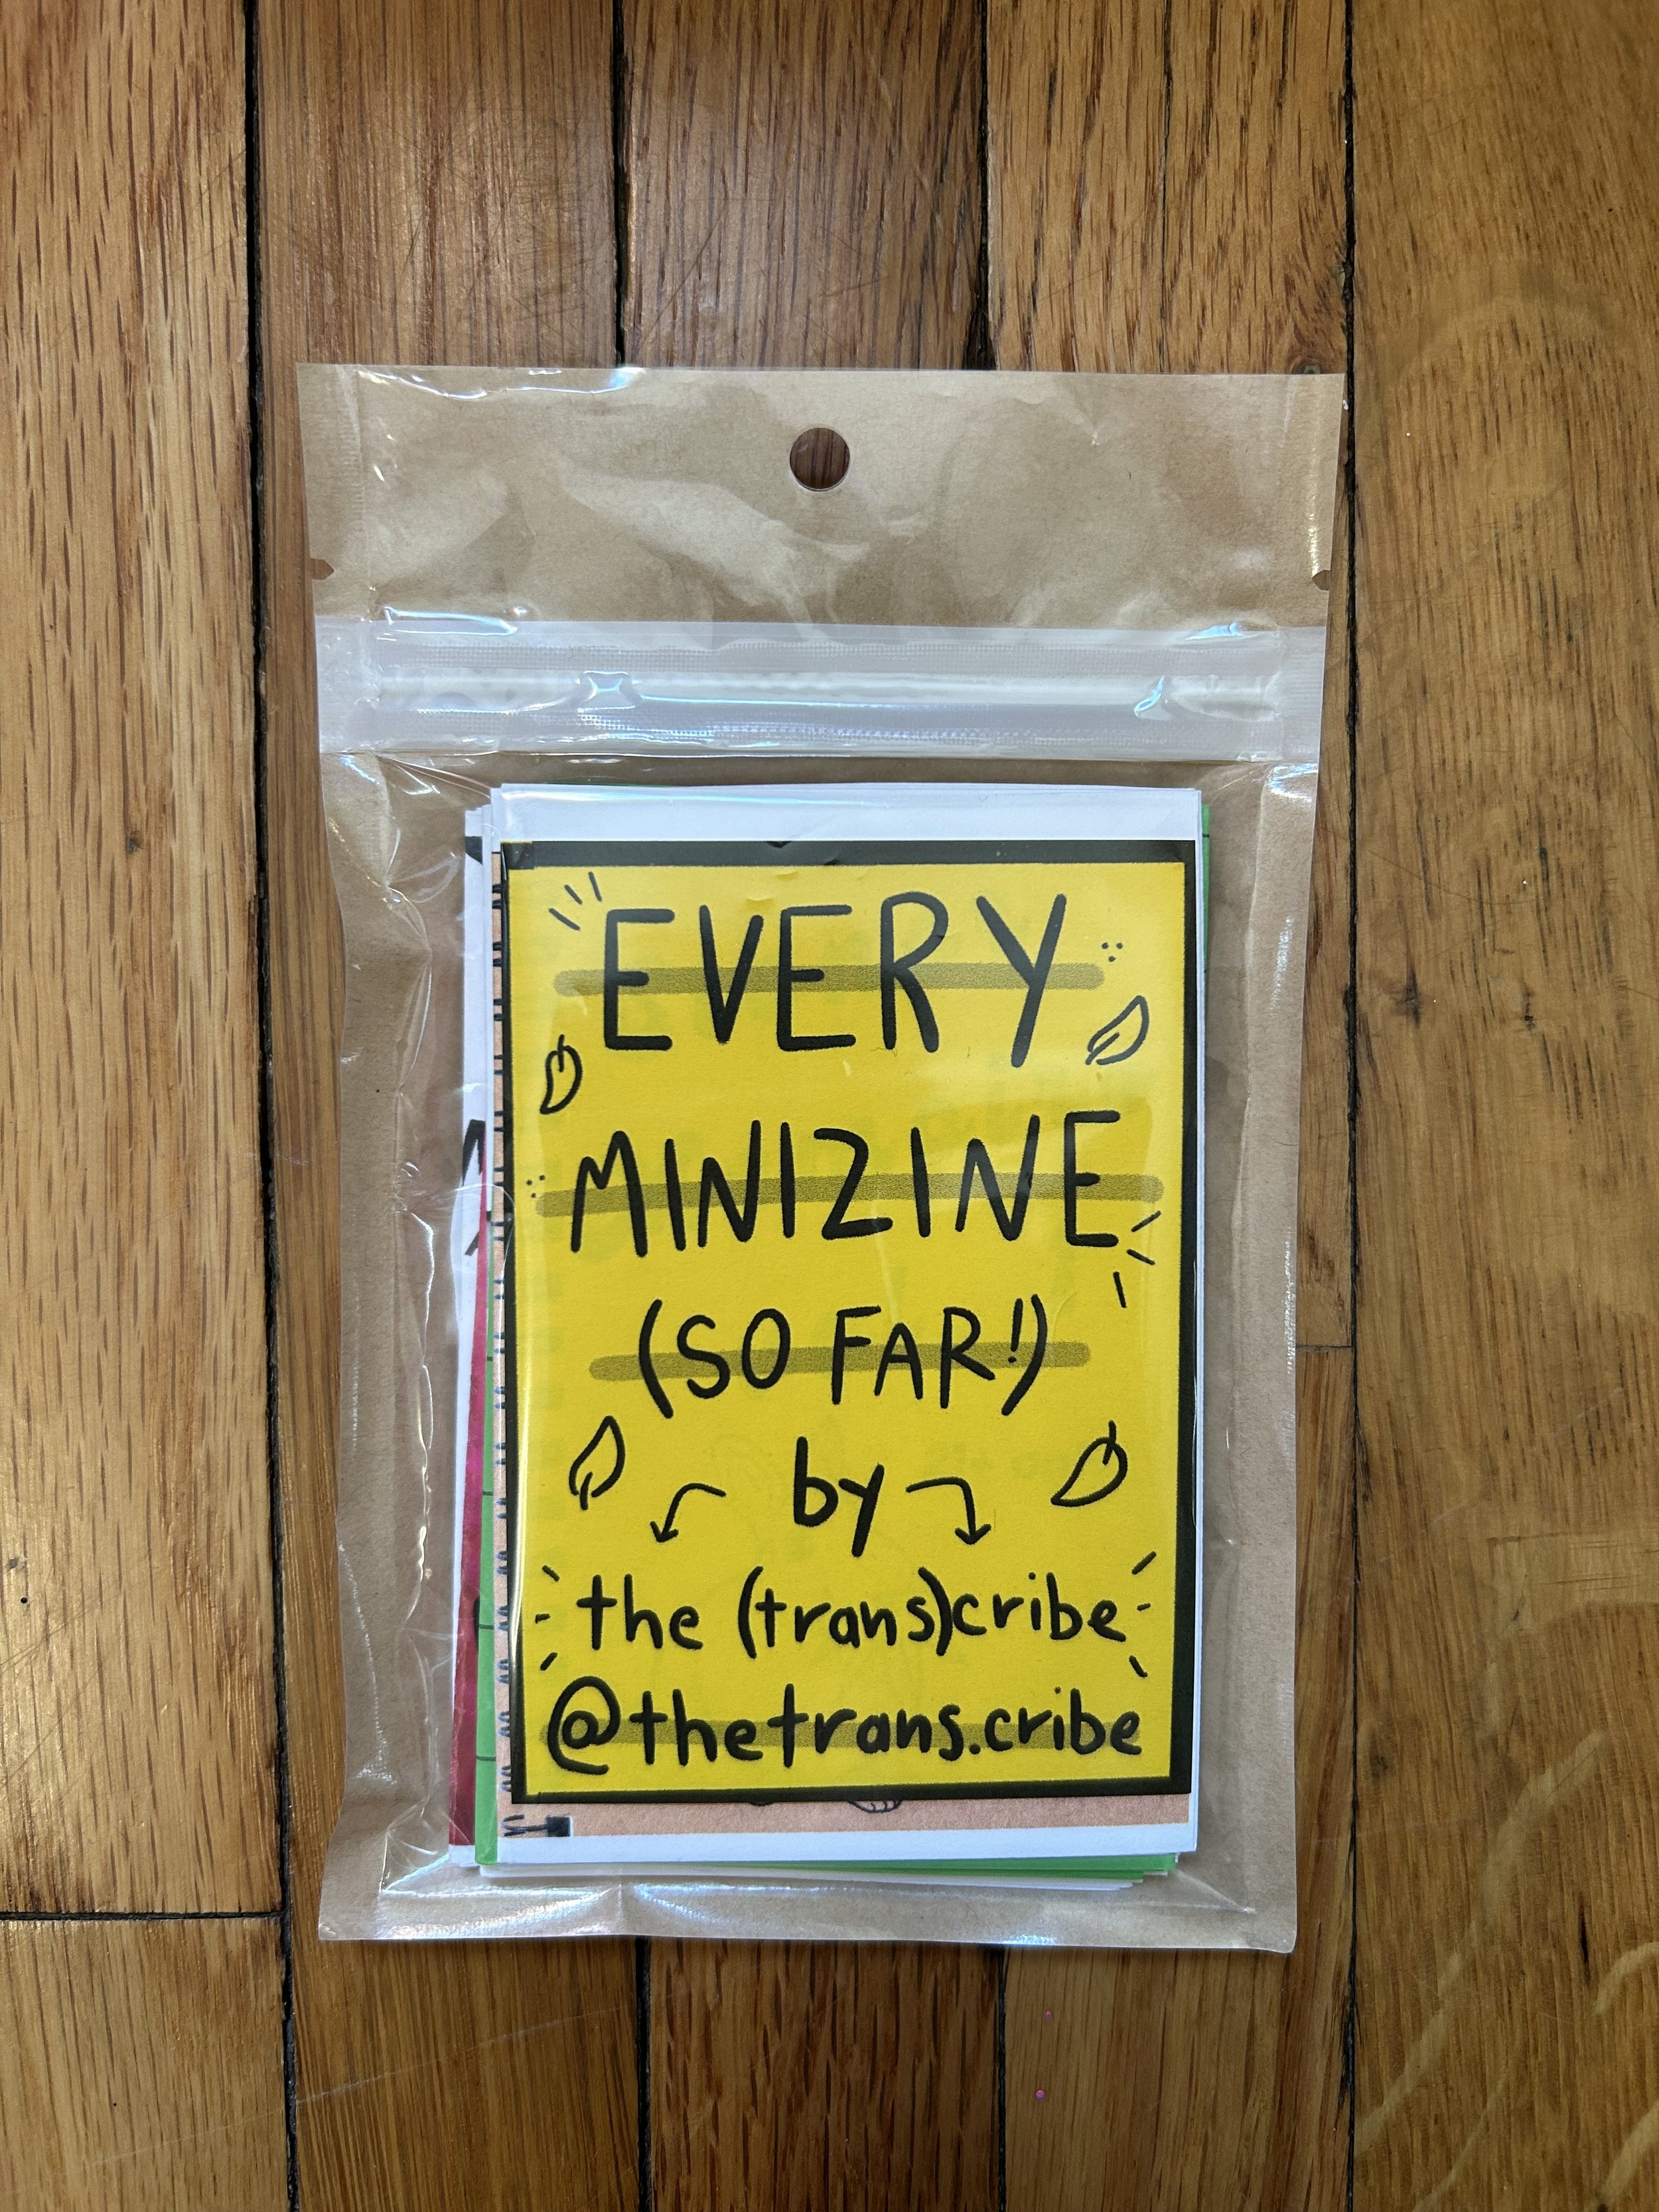 EVERY
MINIZINE
(SO FAR!)
by
the (trans)cribe
@thetrans.cribe